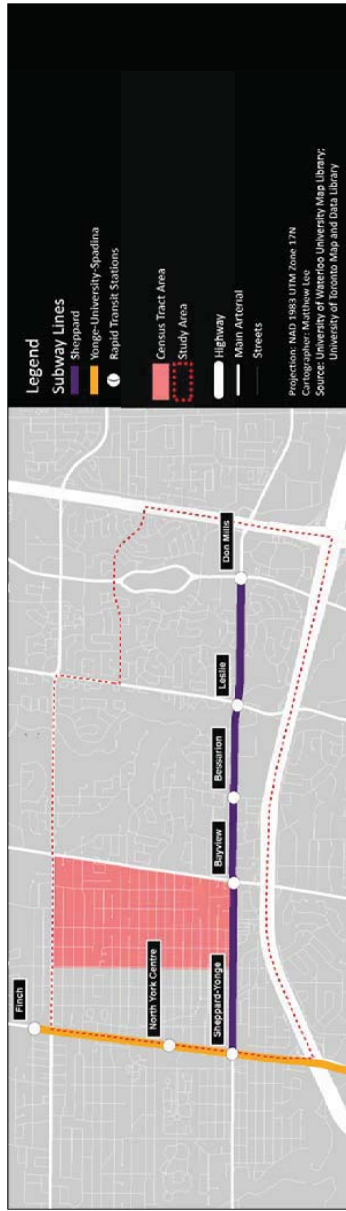 Legend
Subway Lines
Sheppard
Yonge-University-Spadina
Rapid Transit Stations
Census Tract Area
Study Area
Highway
Main Arterial
Streets
Projection: NAD 1983 UTM Zone 17N
Cartographer: Matthew Lee
Source: University of Waterloo University Map Library;
University of Toronto Map and Data Library
Finch
North York Centre
Sheppard-Yonge
Bayview
Bessarion
Leslie
Don Mills